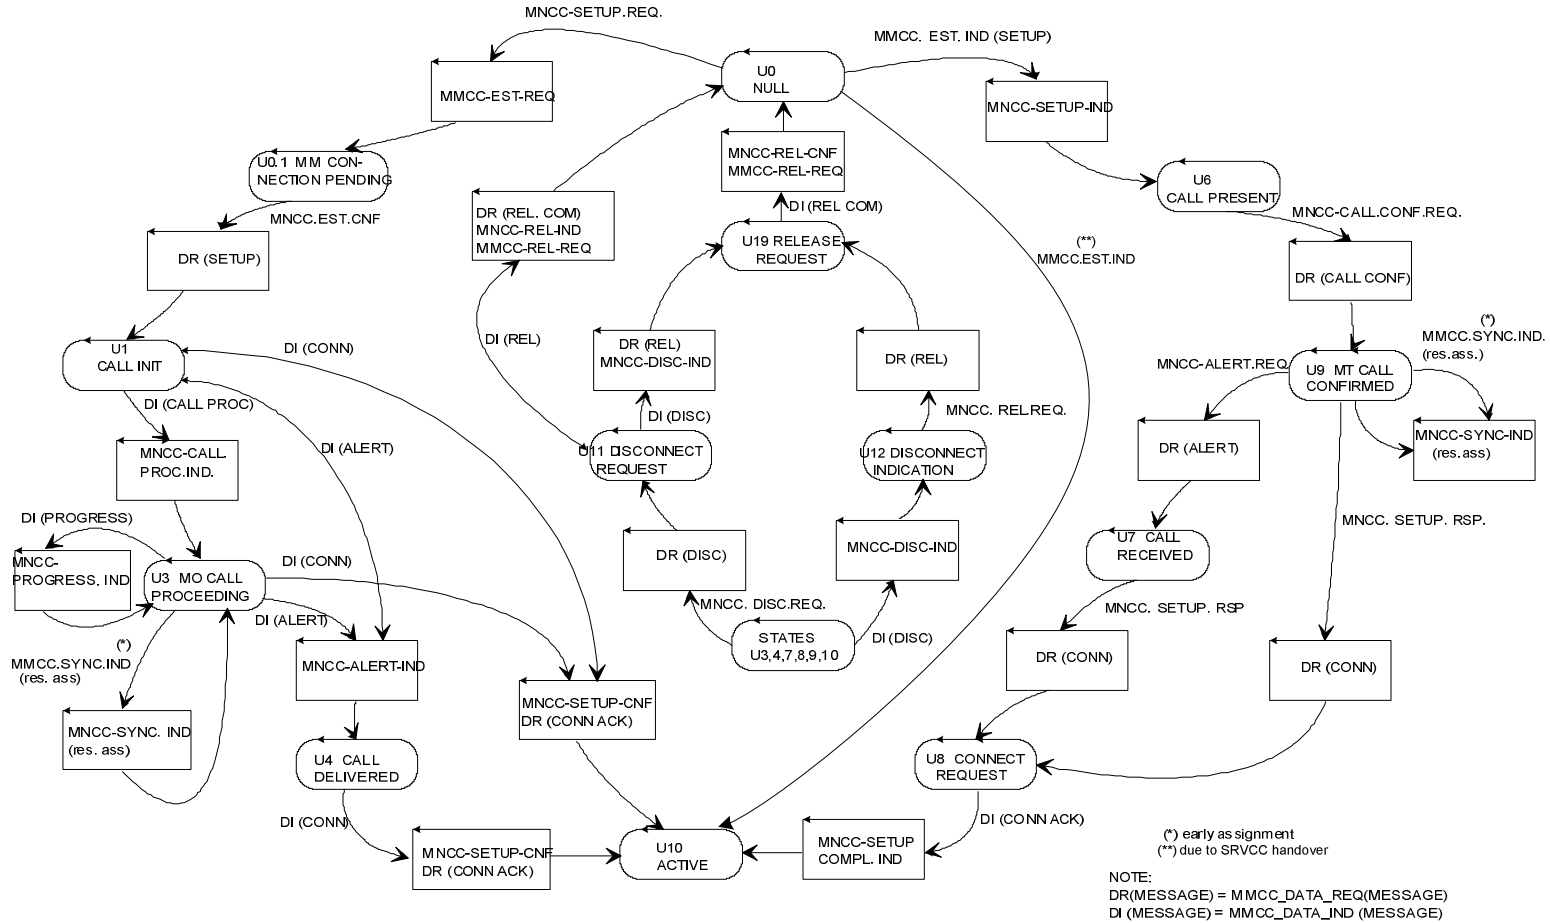 MNCC-SETUP.REQ.
MMCC. EST. IND (SETUP)
U0
NULL
MMCC-EST-REQ
MNCC-SETUP-IND
MNCC-REL-CNF
MMCC-REL-REQ
U0.1 MM CON-
NECTION PENDING
U6
CALL PRESENT
MNCC.EST.CNF
DR (REL. COM)
MNCC-REL-IND
MMCC-REL-REQ
DI (REL COM)
MNCC-CALL.CONF.REQ.
DR (SETUP)
U19 RELEASE
REQUEST
(**)
MMCC.EST.IND
DR (CALL CONF)
U1
CALL INIT
DI (CONN)
DI (REL)
DR (REL)
MNCC-DISC-IND
DR (REL)
(*)
MMCC.SYNC.IND.
(res.ass.)
MNCC-ALERT.REQ.
U9 MT CALL
CONFIRMED
DI (CALL PROC)
DI (DISC)
MNCC. REL.REQ.
MNCC-CALL.
PROC.IND.
DI (ALERT)
U11 DISCONNECT
REQUEST
U12 DISCONNECT
INDICATION
DR (ALERT)
MNCC-SYNC-IND
(res.ass)
DI (PROGRESS)
MNCC. SETUP. RSP.
MNCC-
PROGRESS, IND
U3 MO CALL
PROCEEDING
DI (CONN)
DR (DISC)
MNCC-DISC-IND
U7 CALL
RECEIVED
DI (ALERT)
MNCC. DISC.REQ.
MNCC. SETUP. RSP
(*)
MMCC.SYNC.IND
(res. ass)
MNCC-ALERT-IND
STATES
U3,4,7,8,9,10
DI (DISC)
DR (CONN)
DR (CONN)
MNCC-SYNC. IND
(res. ass)
MNCC-SETUP-CNF
DR (CONN ACK)
U4 CALL
DELIVERED
U8 CONNECT
REQUEST
DI (CONN)
DI (CONN ACK)
MNCC-SETUP-CNF
DR (CONN ACK)
U10
ACTIVE
MNCC-SETUP
COMPL. IND
(*) early assignment
(**) due to SRVCC handover
NOTE:
DR(MESSAGE) = MMCC_DATA_REQ(MESSAGE)
DI (MESSAGE) = MMCC_DATA_IND (MESSAGE)